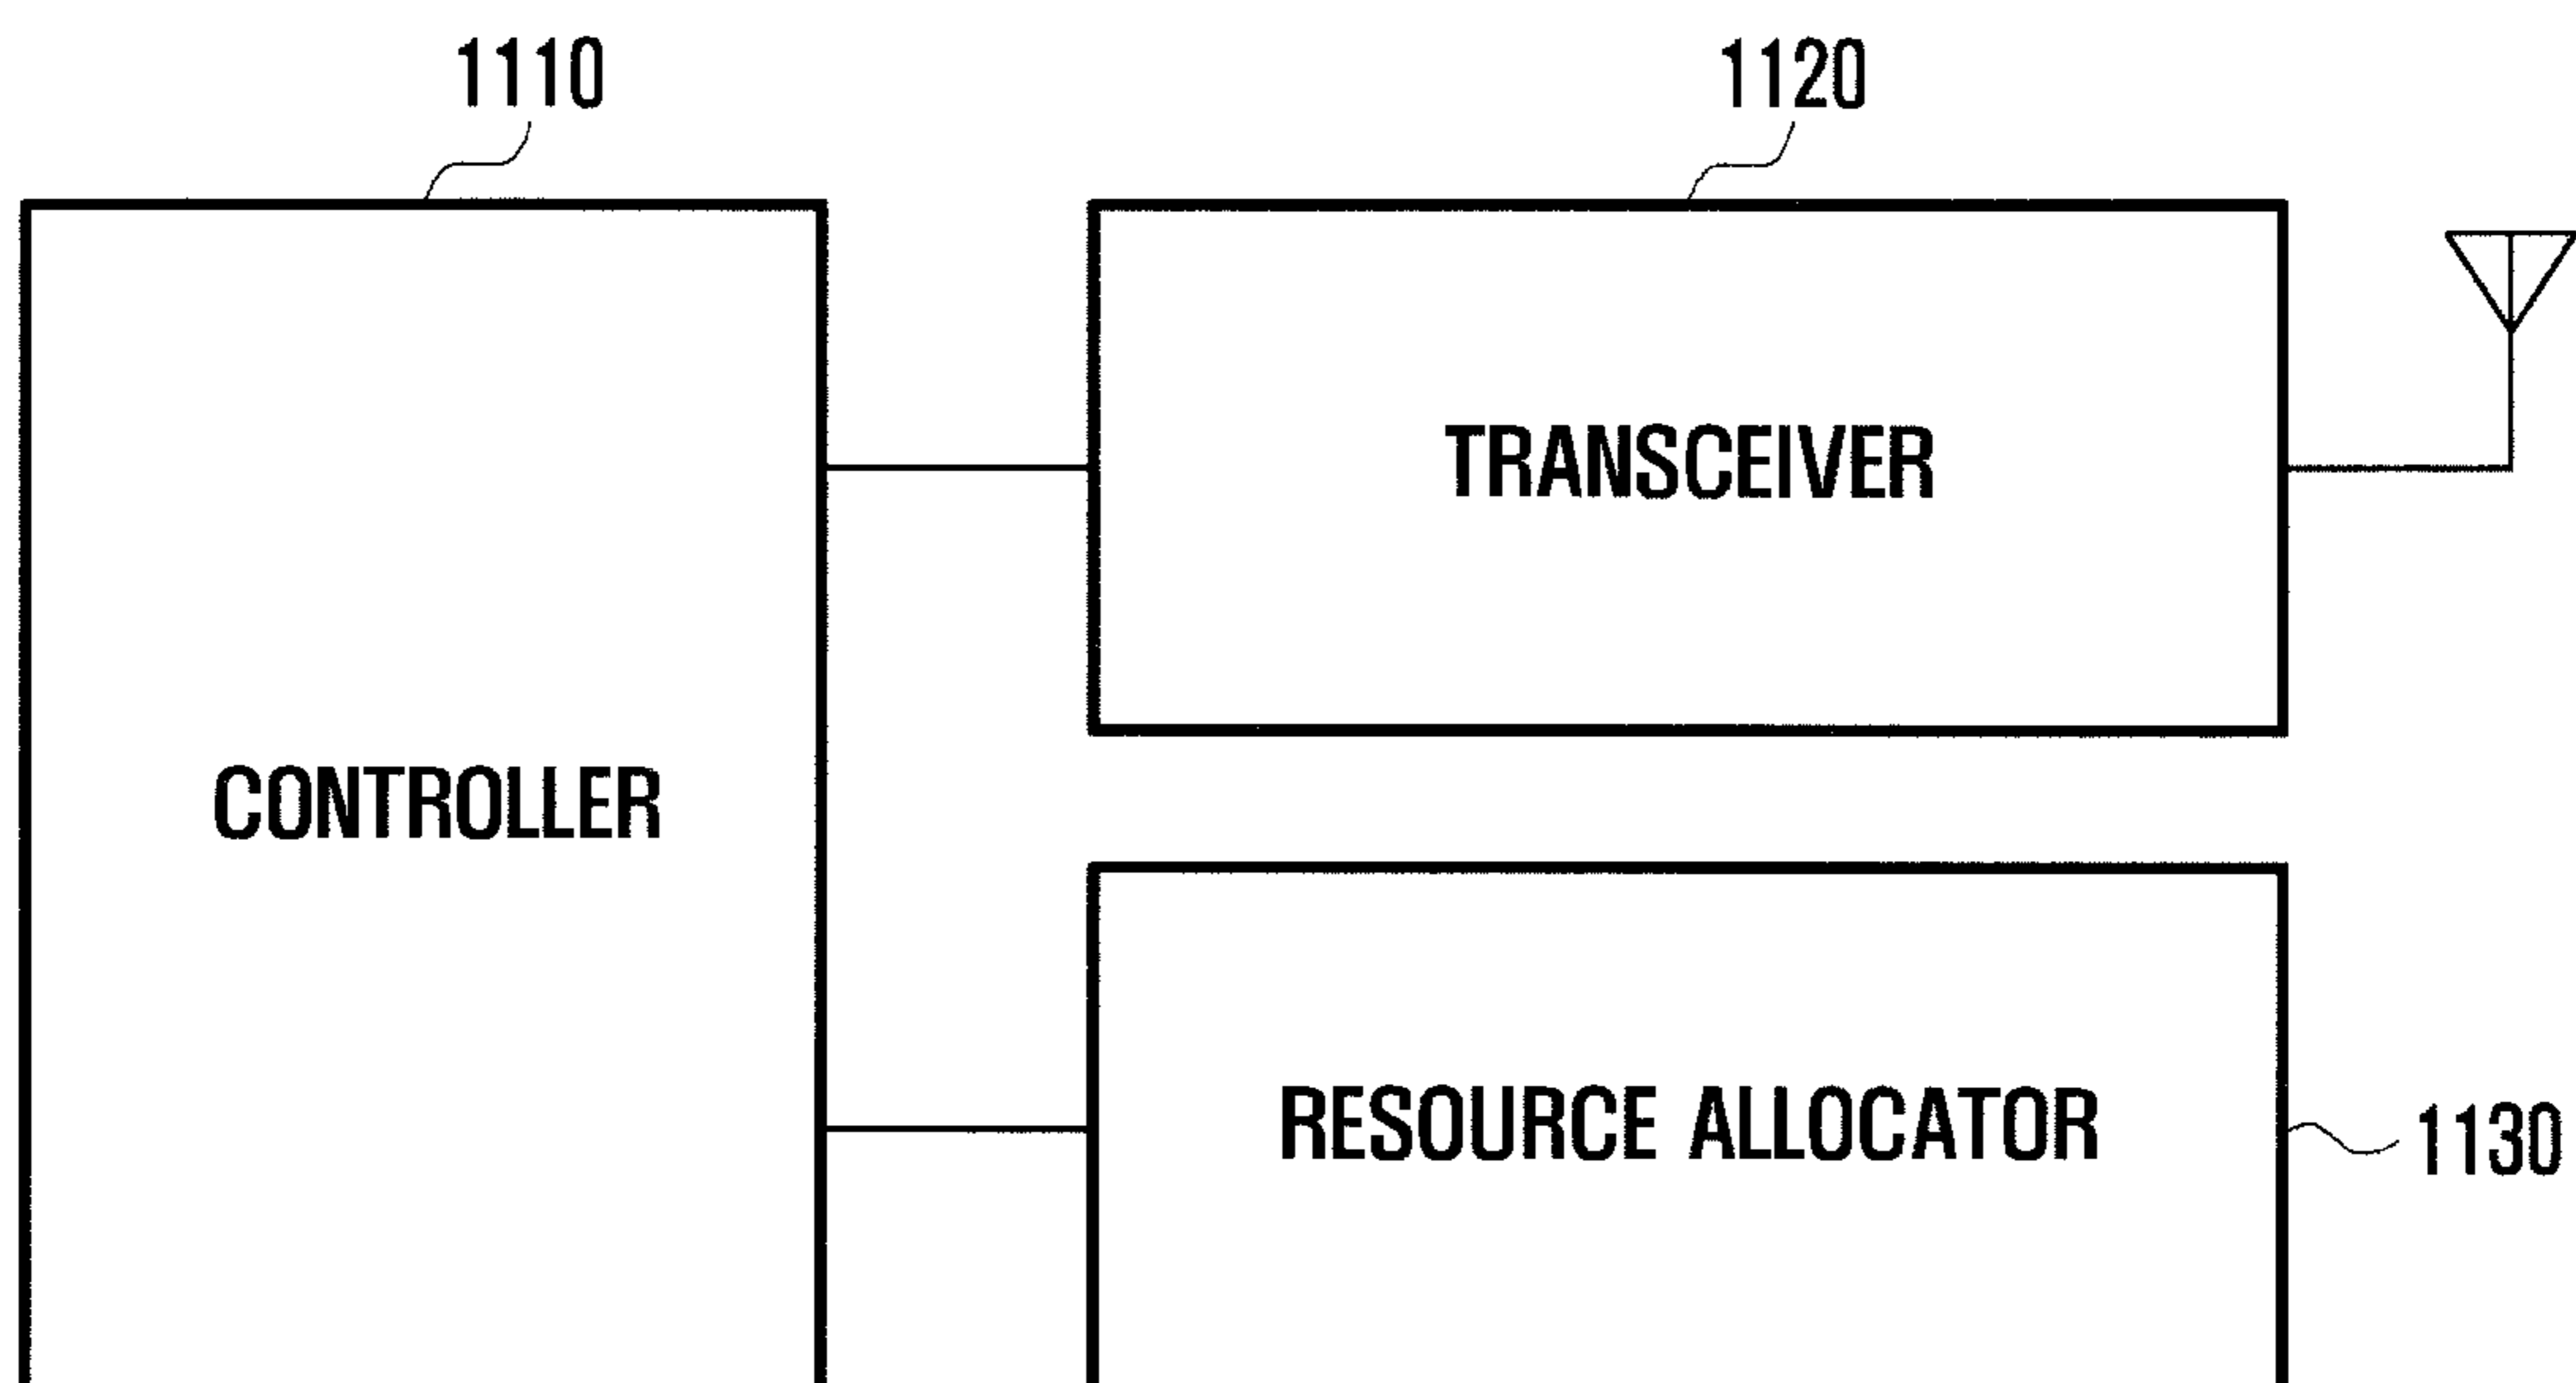 1110
1120
TRANSCEIVER
CONTROLLER
RESOURCE ALLOCATOR
1130